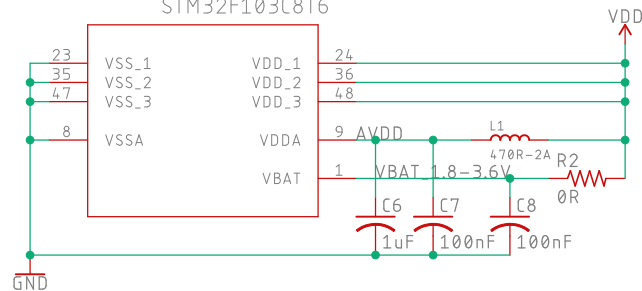 STM32F103C8T6
VDD
23 VSS_1 VDD_1 24
35 VSS_2 VDD_2 36
47 VSS_3 VDD_3 48
L1
8 VSSA VDDA 9 AVDD
470R-2A R2
VBAT 1 VBAT_1.8-3.6V
0R
C6 C7 C8
1uF 100nF 100nF
GND